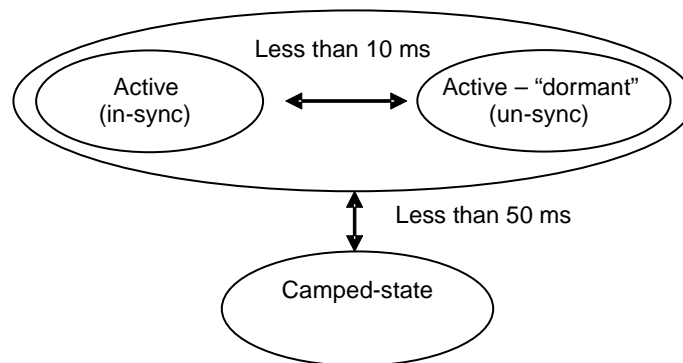 Less than 10 ms
Active
(in-sync)
Active – “dormant”
(un-sync)
Less than 50 ms
Camped-state